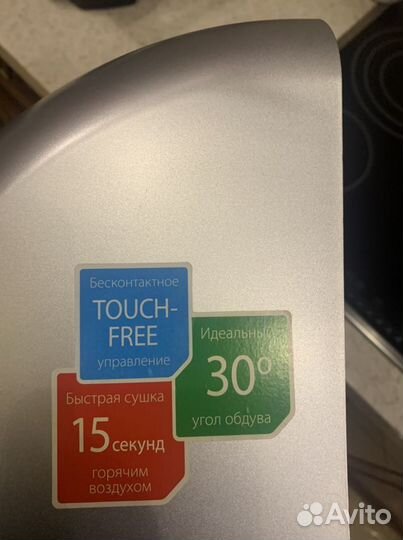 Бесконтактное
TOUCH-
FREE
управление
Идеальный
30°
угол обдува
Быстрая сушка
15 секунд
горячим
воздухом
Avito